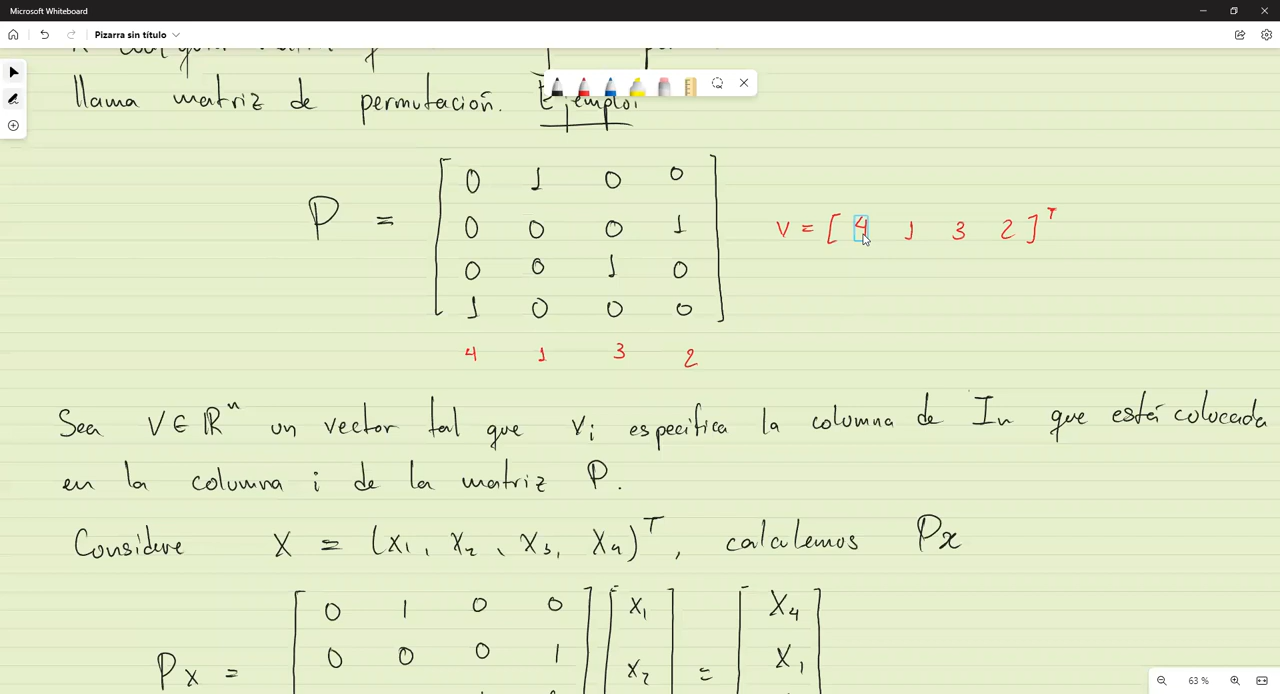 Microsoft Whiteboard
Pizarra sin título
llama matriz de permutación. Ejemplo:
P = [ 0 1 0 0
0 0 0 1
0 0 1 0
1 0 0 0 ]
V = [ 4 1 3 2 ]ᵀ
4 1 3 2
Sea V ∈ ℝⁿ un vector tal que Vi especifica la columna de In que está colocada
en la columna i de la matriz P.
Considere X = (x1, x2, x3, x4)ᵀ, calculemos Px
Px = [ 0 1 0 0 [ x1 = [ X4
0 0 0 1 x2 X1
63 %